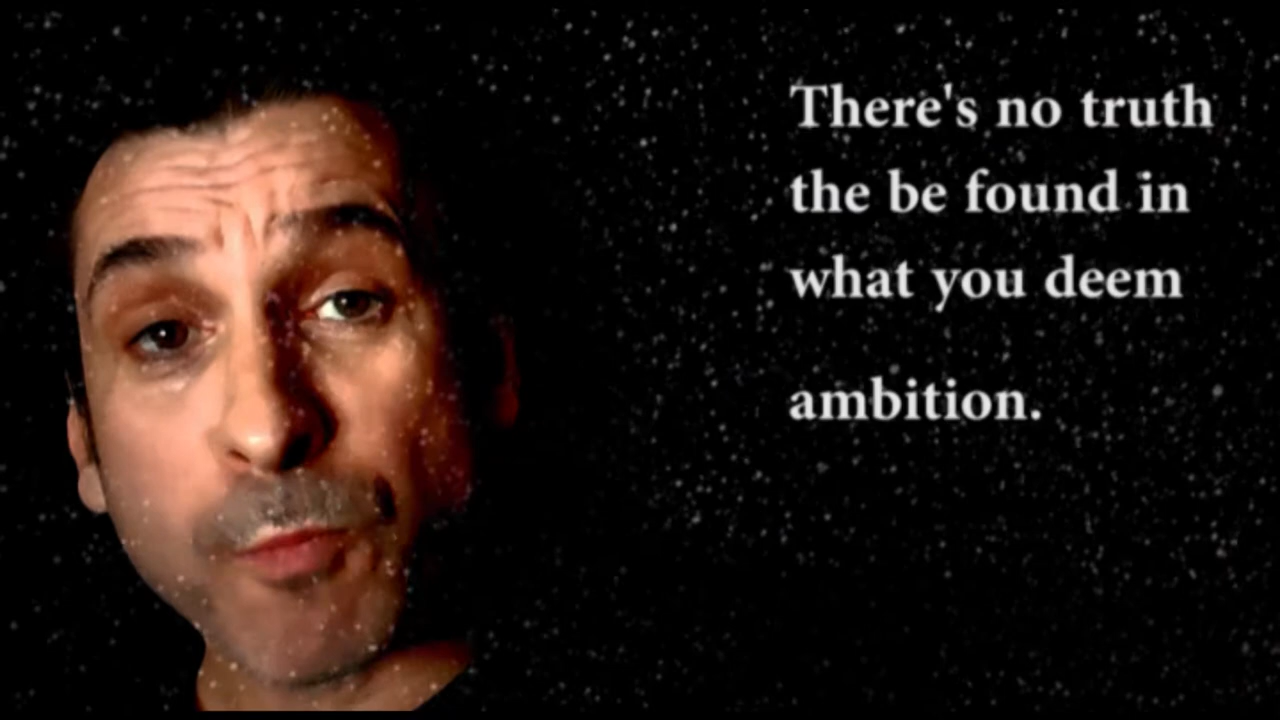 There's no truth
the be found in
what you deem
ambition.